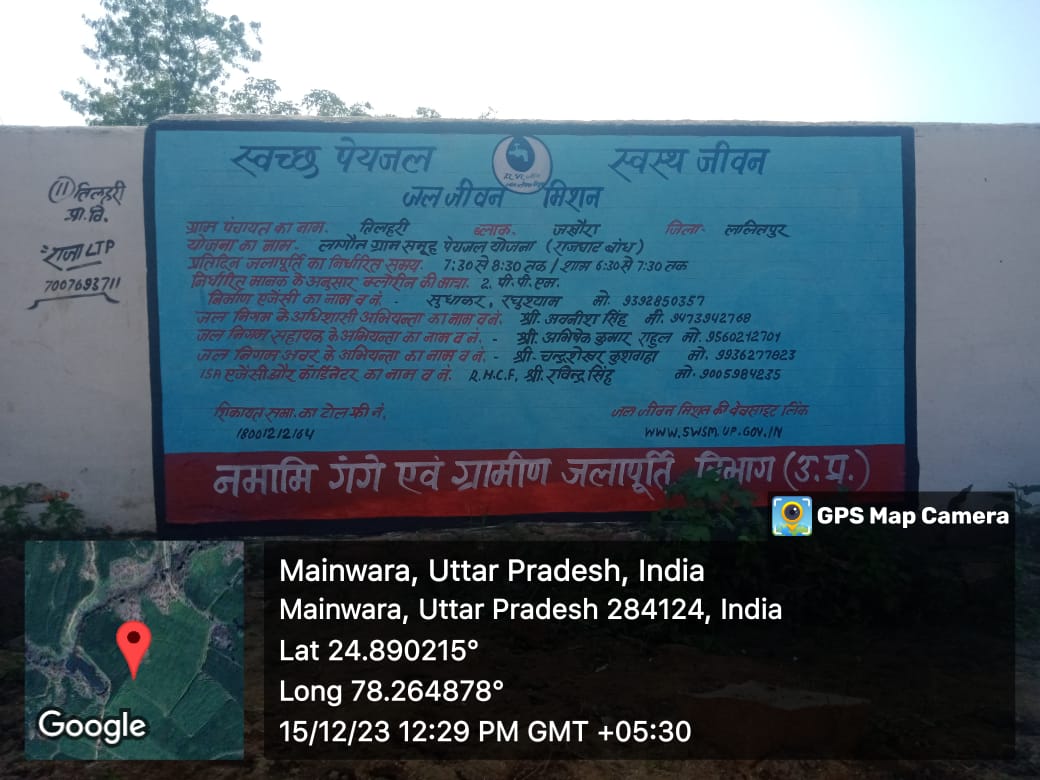 स्वच्छ पेयजल
स्वस्थ जीवन
जल जीवन मिशन
ग्राम पंचायत का नाम. तिलहरी ब्लाक. जखौरा जिला- ललितपुर
योजना का नाम- लागौन ग्राम समूह पेयजल योजना (राजघाट बाँध)
प्रतिदिन जलापूर्ति का निर्धारित समय. 7:30 से 8:30 तक / शाम 6:30 से 7:30 तक
निर्धारित मानके के अनुसार क्लोरीन की मात्रा. 2. पी.पी.एम.
निर्माण एजेंसी का नाम व नं. - सुधाकर, रघुश्याम मो. 9392850357
जल निगम के अधिशासी अभियन्ता का नाम व नं. श्री. अवनीश सिंह मो. 9473942768
जल निगम सहायक के अभियन्ता का नाम व नं. - श्री. अभिषेक कुमार राहुल मो. 9560212701
जल निगम अवर के अभियन्ता का नाम व नं. - श्री- चन्द्रशेखर कुशवाहा मो. 9936277823
ISA एजेंसी और कॉर्डिनेटर का नाम व नं. R.M.C.F. श्री. रविन्द्र सिंह मो. 9005984235
शिकायत समा. का टोल फ्री नं.
18001212164
जल जीवन मिशन की वेबसाइट लिंक
WWW.SWSM.UP.GOV.IN
नमामि गंगे एवं ग्रामीण जलापूर्ति विभाग (उ.प्र.)
(11) तिलहरी
प्रा. वि.
राजा LTP
7007693711
GPS Map Camera
Mainwara, Uttar Pradesh, India
Mainwara, Uttar Pradesh 284124, India
Lat 24.890215°
Long 78.264878°
15/12/23 12:29 PM GMT +05:30
Google